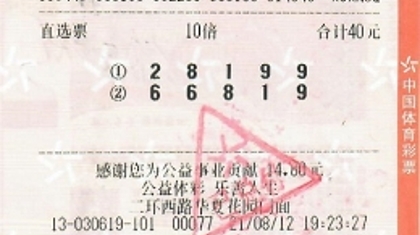 直选票 10倍 合计40元
① 2 8 1 9 9
② 6 6 8 1 9
感谢您为公益事业贡献 14.80元
公益体彩 乐善人生
二环西路华夏花园门面
13-030619-101 00077 21/08/12 19:23:27
中国体育彩票